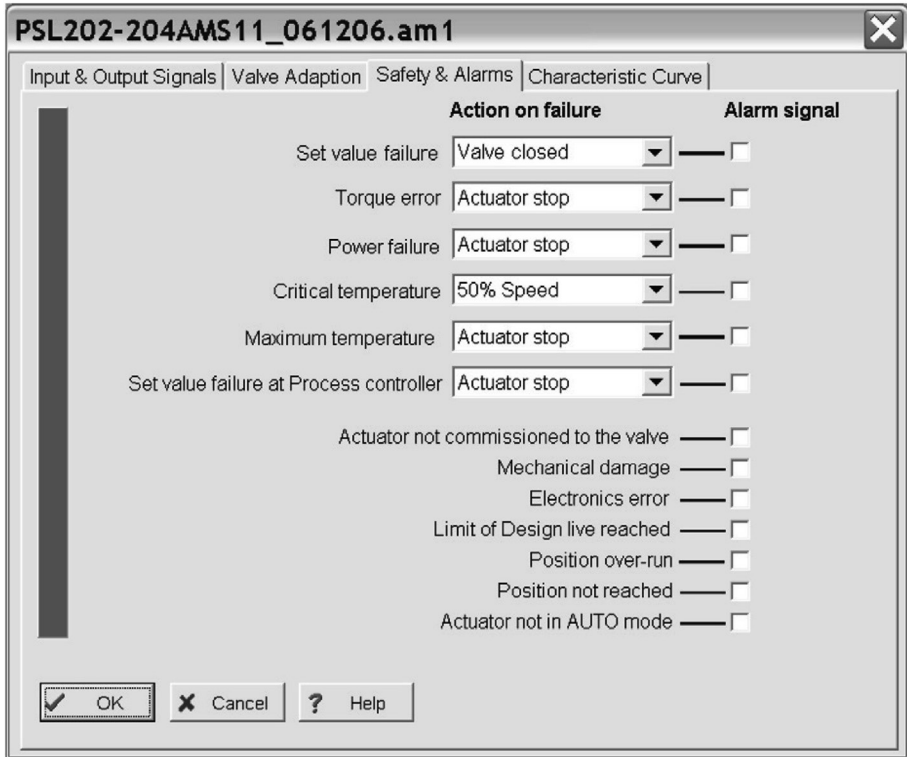 PSL202-204AMS11_061206.am1
Input & Output Signals Valve Adaption Safety & Alarms Characteristic Curve
Action on failure Alarm signal
Set value failure Valve closed
Torque error Actuator stop
Power failure Actuator stop
Critical temperature 50% Speed
Maximum temperature Actuator stop
Set value failure at Process controller Actuator stop
Actuator not commissioned to the valve
Mechanical damage
Electronics error
Limit of Design live reached
Position over-run
Position not reached
Actuator not in AUTO mode
OK Cancel ? Help